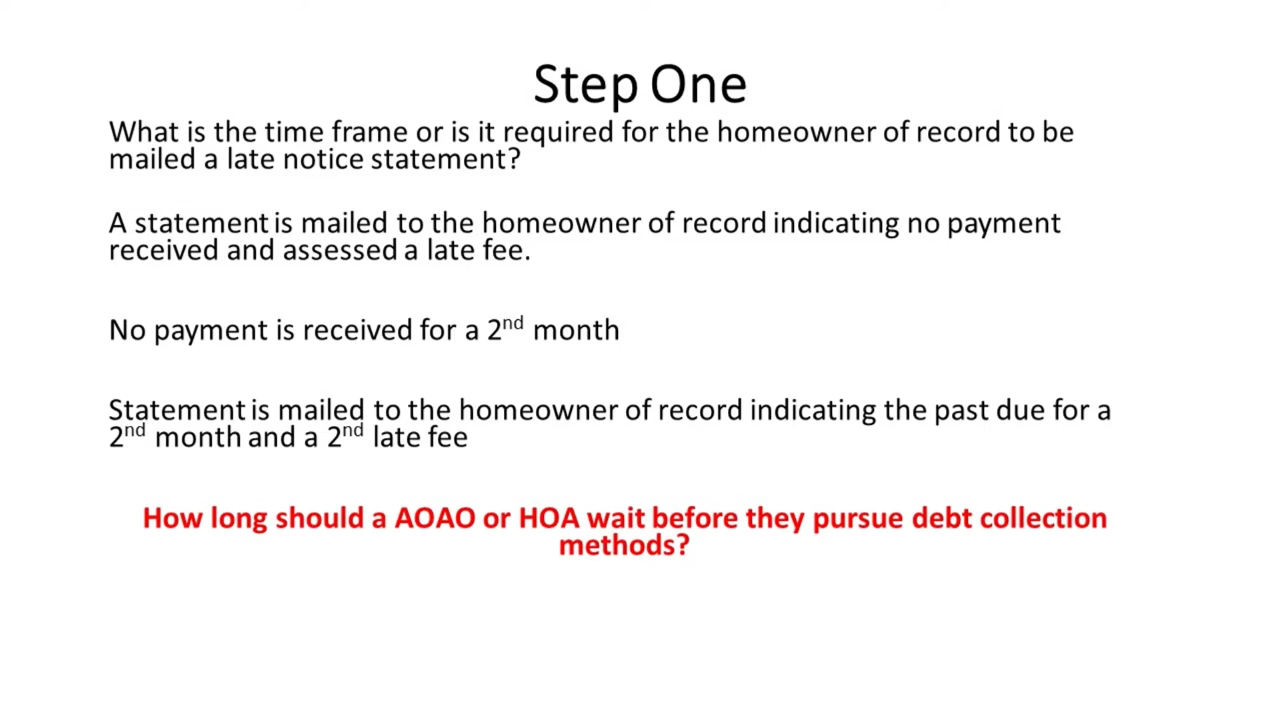 Step One
What is the time frame or is it required for the homeowner of record to be
mailed a late notice statement?
A statement is mailed to the homeowner of record indicating no payment
received and assessed a late fee.
No payment is received for a 2nd month
Statement is mailed to the homeowner of record indicating the past due for a
2nd month and a 2nd late fee
How long should a AOAO or HOA wait before they pursue debt collection
methods?